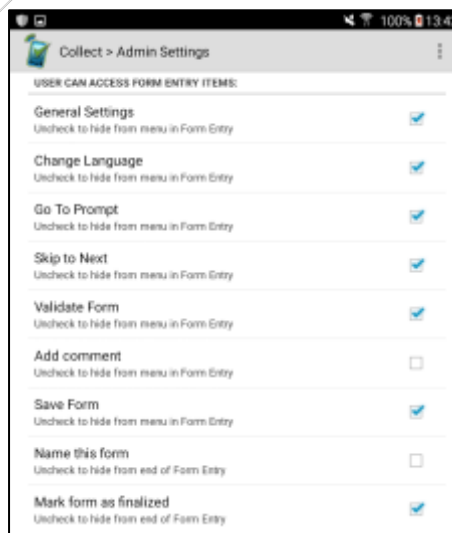 100% 13:4
Collect > Admin Settings
USER CAN ACCESS FORM ENTRY ITEMS:
General Settings
Uncheck to hide from menu in Form Entry
Change Language
Uncheck to hide from menu in Form Entry
Go To Prompt
Uncheck to hide from menu in Form Entry
Skip to Next
Uncheck to hide from menu in Form Entry
Validate Form
Uncheck to hide from menu in Form Entry
Add comment
Uncheck to hide from menu in Form Entry
Save Form
Uncheck to hide from menu in Form Entry
Name this form
Uncheck to hide from end of Form Entry
Mark form as finalized
Uncheck to hide from end of Form Entry